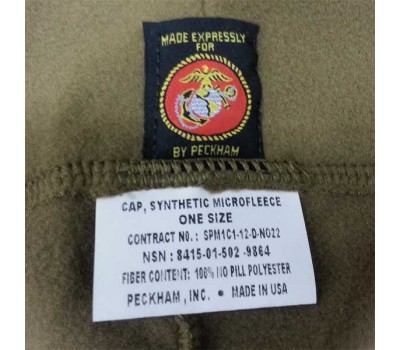 MADE EXPRESSLY
FOR
BY PECKHAM
CAP, SYNTHETIC MICROFLEECE
ONE SIZE
CONTRACT NO.: SPM1C1-12-D-N022
NSN : 8415-01-502 -9864
FIBER CONTENT: 100% NO PILL POLYESTER
PECKHAM , INC. • MADE IN USA